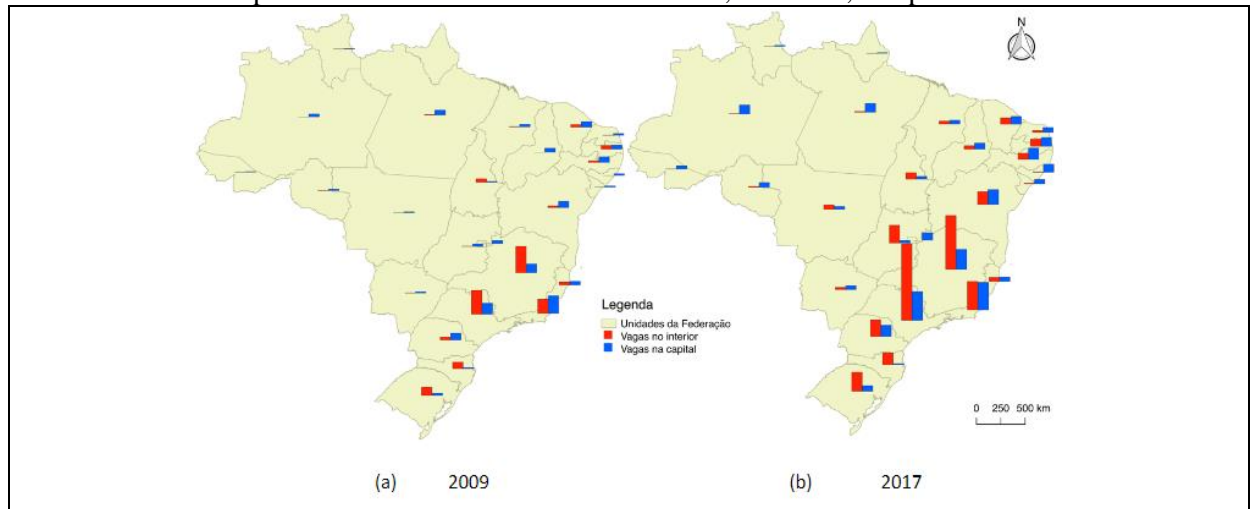 N
Legenda
Unidades da Federação
Vagas no interior
Vagas na capital
0 250 500 km
(a) 2009 (b) 2017